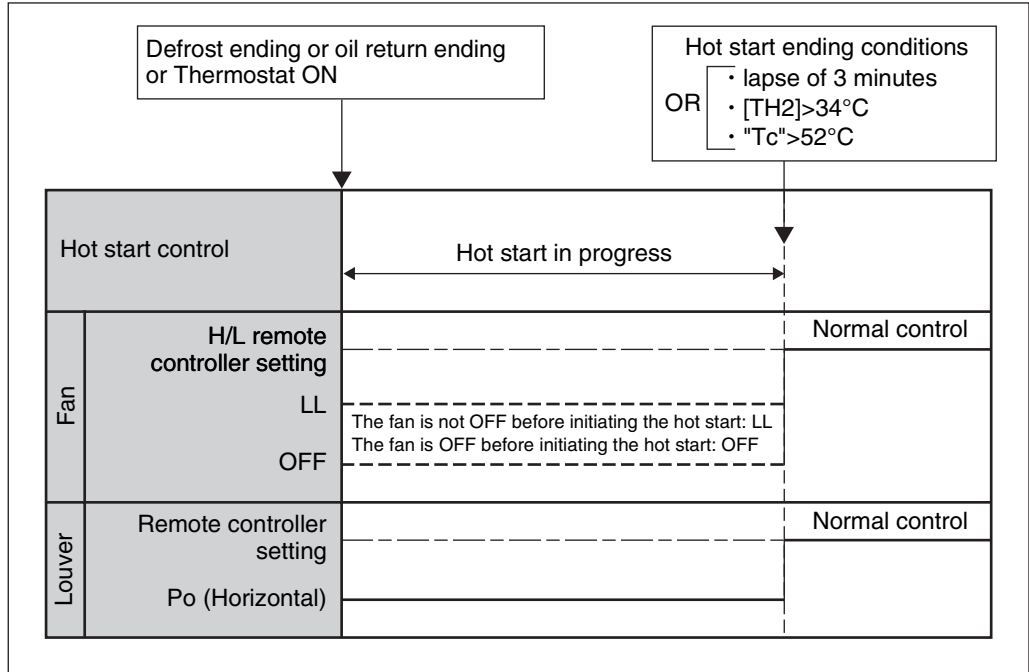 Defrost ending or oil return ending
or Thermostat ON
Hot start ending conditions
OR
・lapse of 3 minutes
・[TH2]>34°C
・"Tc">52°C
Hot start control
Hot start in progress
Fan
H/L remote
controller setting
Normal control
LL
The fan is not OFF before initiating the hot start: LL
The fan is OFF before initiating the hot start: OFF
OFF
Louver
Remote controller
setting
Normal control
Po (Horizontal)